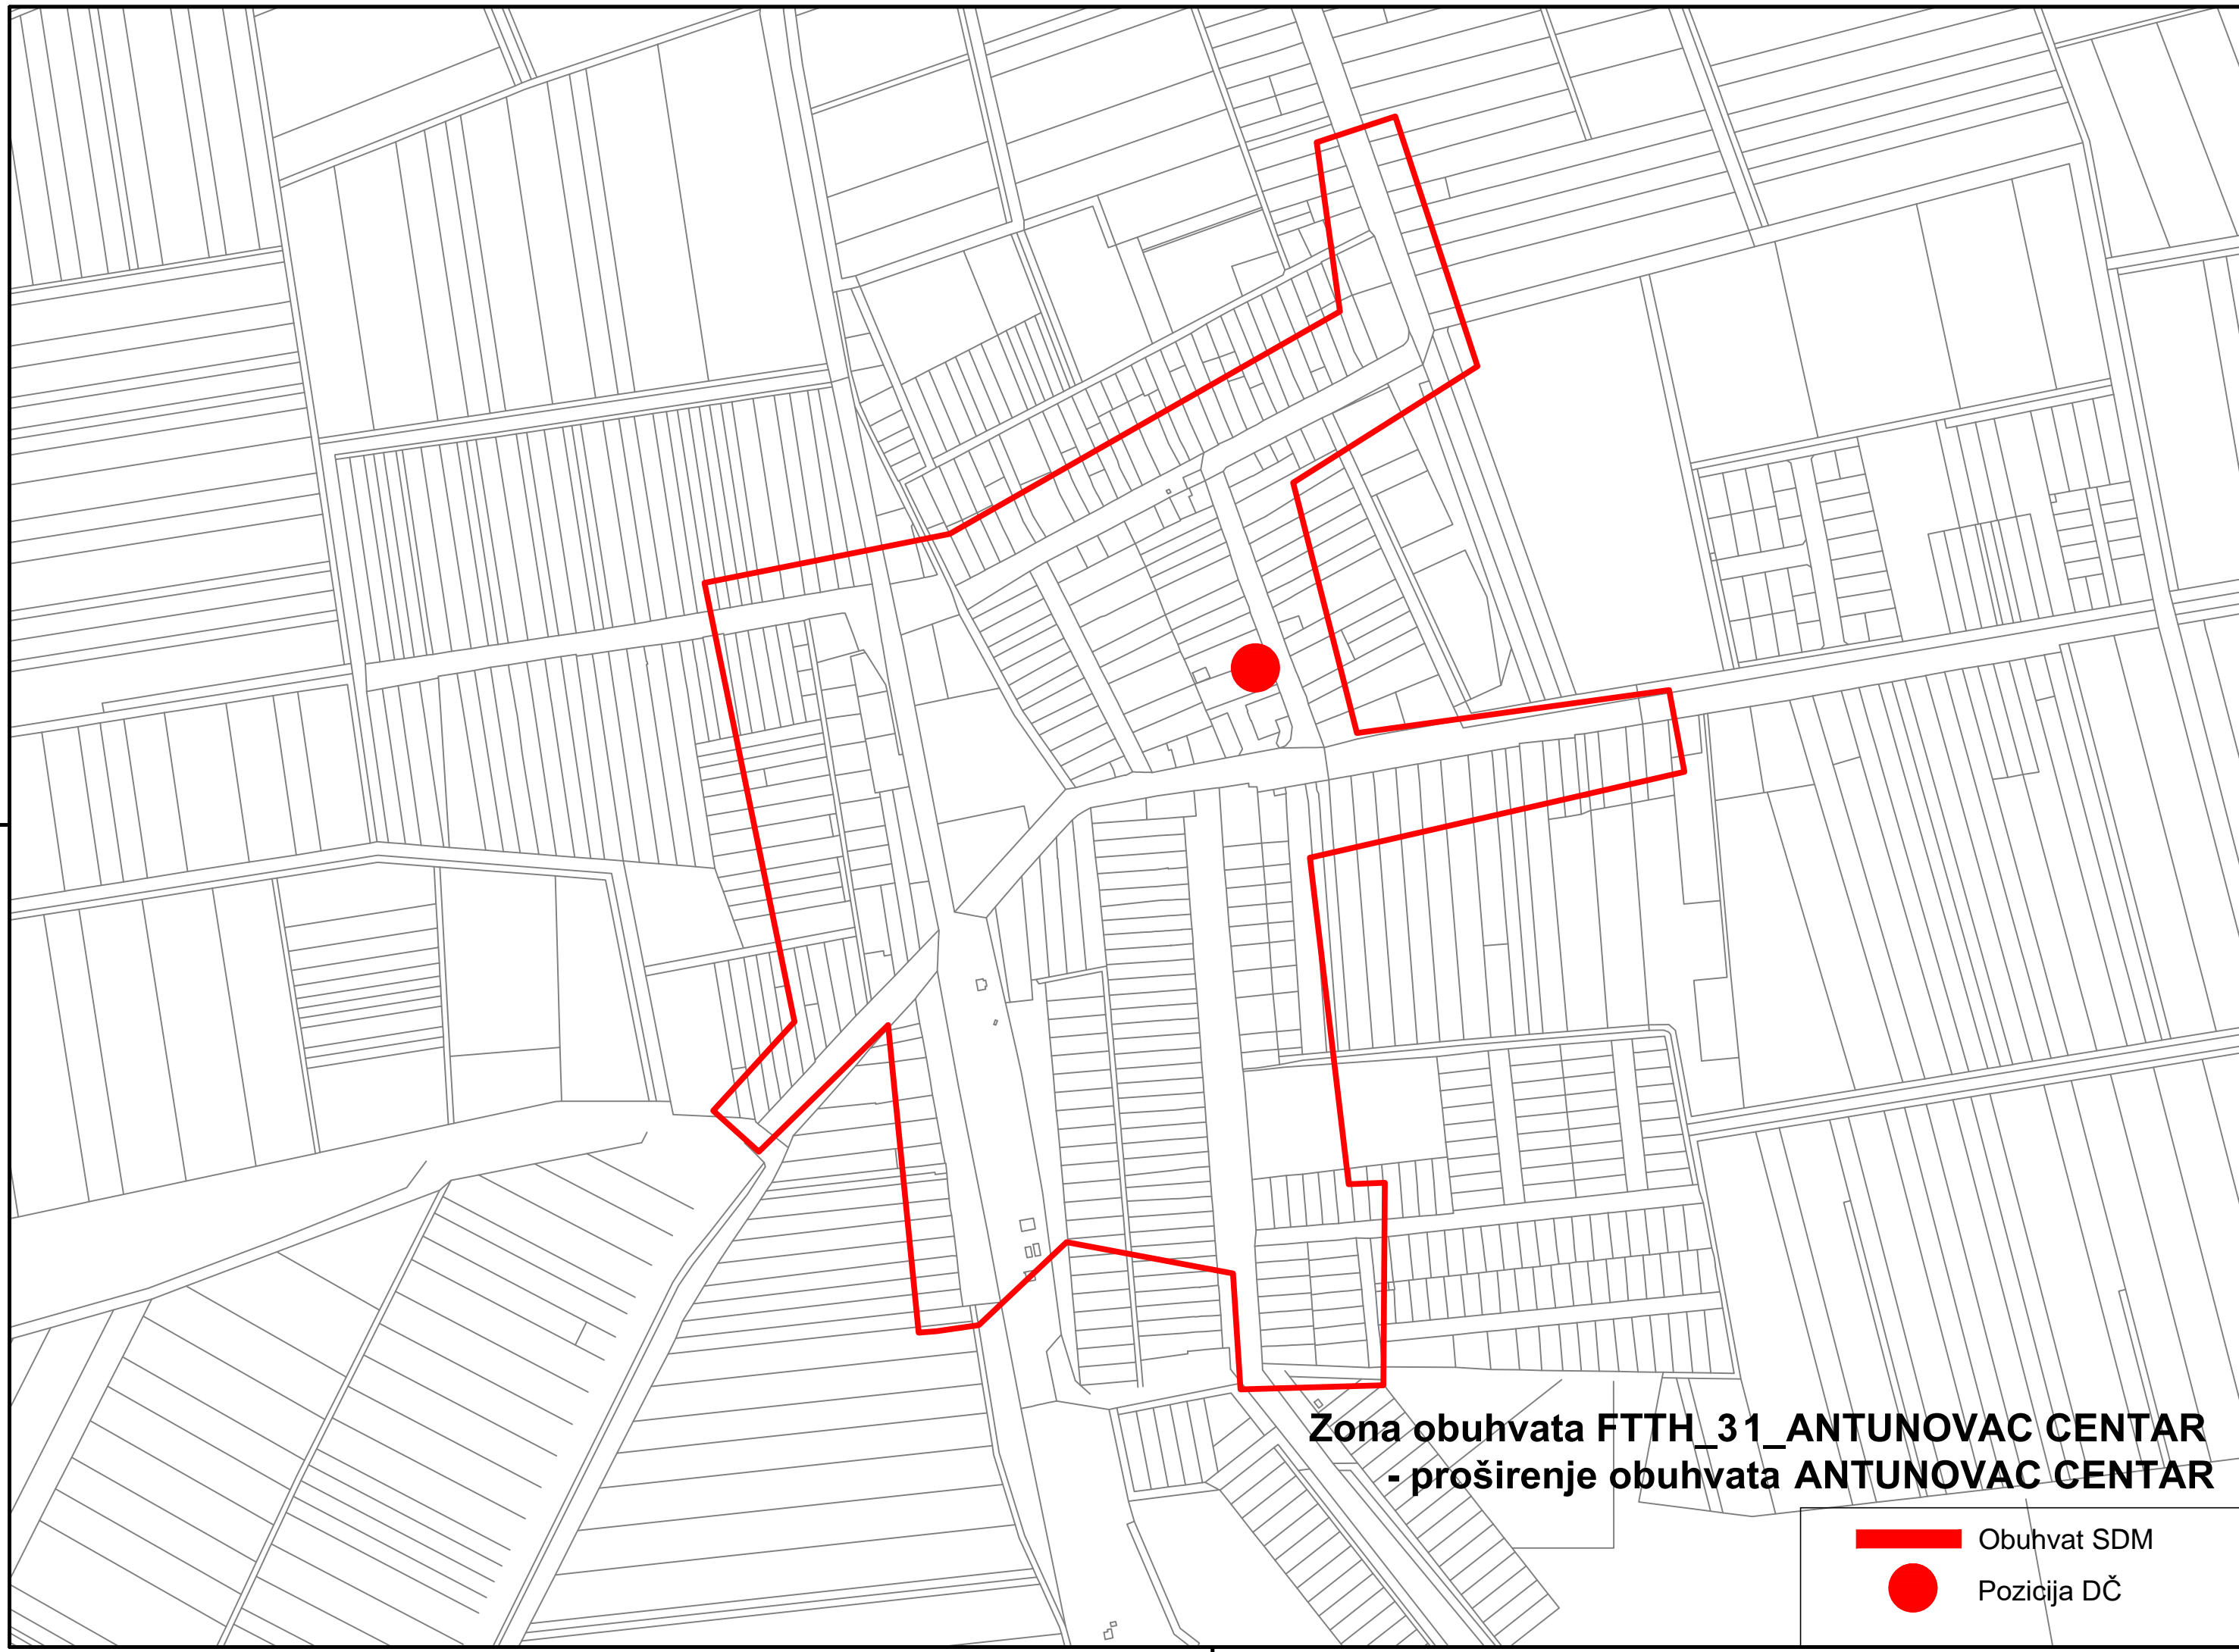 Zona obuhvata FTTH_31_ANTUNOVAC CENTAR
- proširenje obuhvata ANTUNOVAC CENTAR
Obuhvat SDM
Pozicija DČ